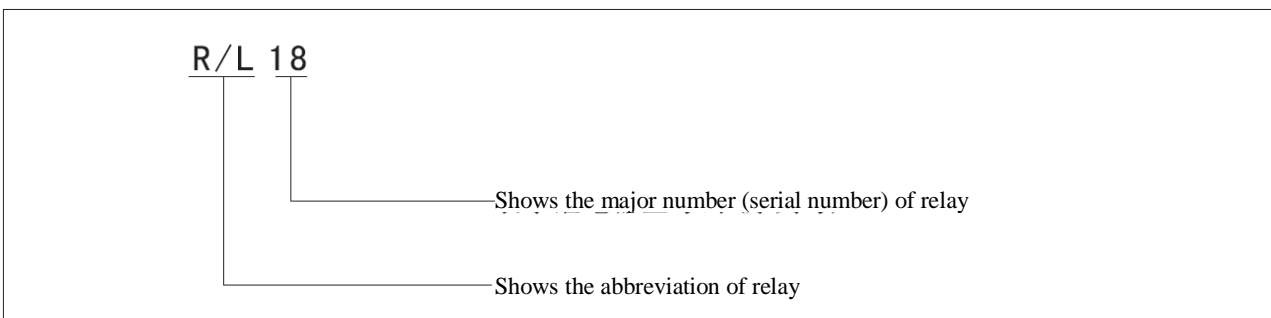 R/L 18
Shows the major number (serial number) of relay
Shows the abbreviation of relay